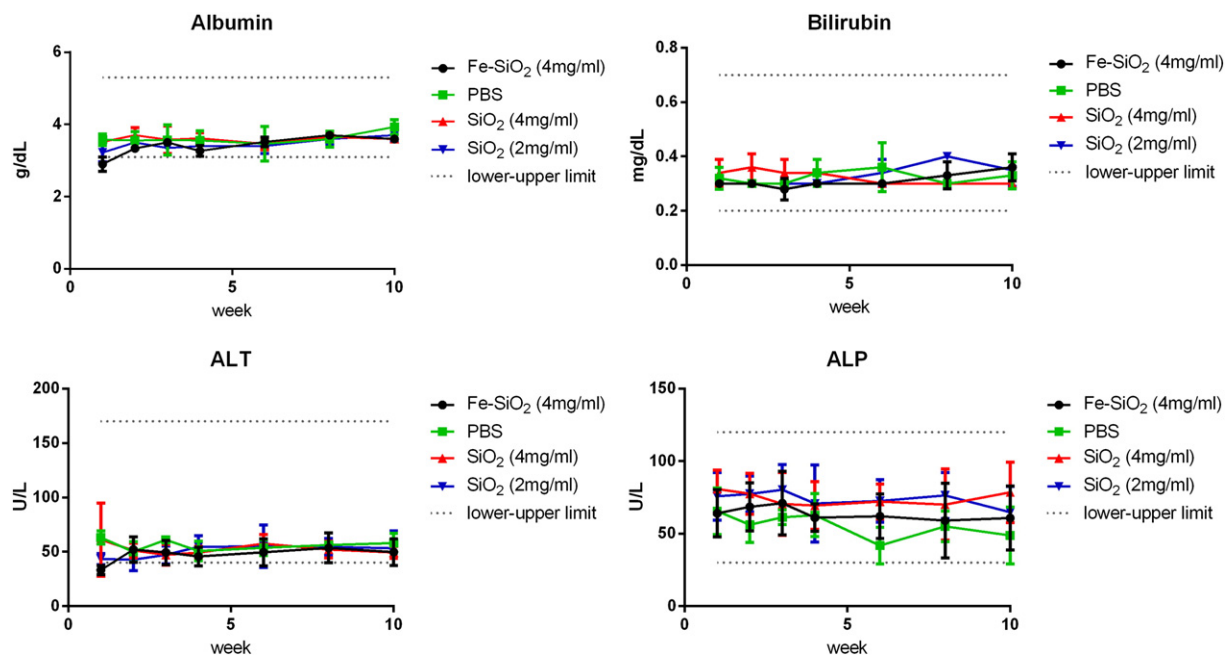 Albumin
6
4
2
0
g/dL
0
5
10
week
Fe-SiO₂ (4mg/ml)
PBS
SiO₂ (4mg/ml)
SiO₂ (2mg/ml)
lower-upper limit
Bilirubin
0.8
0.6
0.4
0.2
0.0
mg/dL
0
5
10
week
Fe-SiO₂ (4mg/ml)
PBS
SiO₂ (4mg/ml)
SiO₂ (2mg/ml)
lower-upper limit
ALT
200
150
100
50
0
U/L
0
5
10
week
Fe-SiO₂ (4mg/ml)
PBS
SiO₂ (4mg/ml)
SiO₂ (2mg/ml)
lower-upper limit
ALP
150
100
50
0
U/L
0
5
10
week
Fe-SiO₂ (4mg/ml)
PBS
SiO₂ (4mg/ml)
SiO₂ (2mg/ml)
lower-upper limit